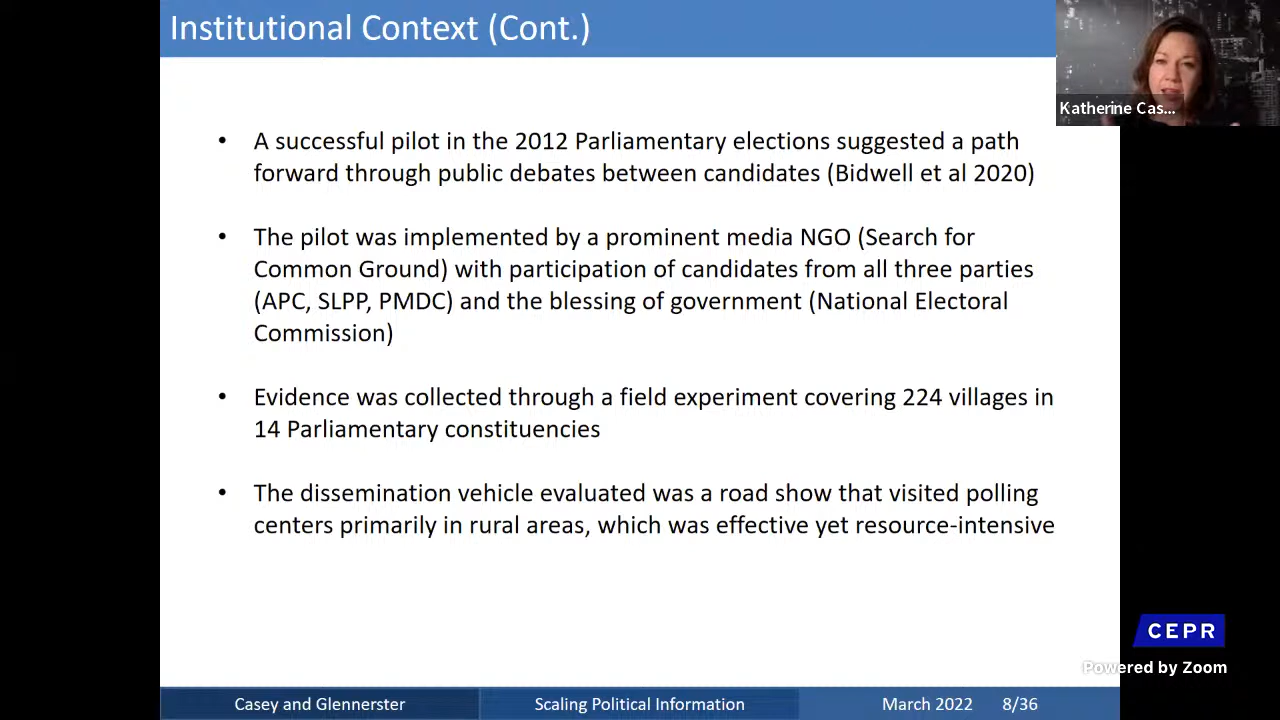 Institutional Context (Cont.)
Katherine Cas...
• A successful pilot in the 2012 Parliamentary elections suggested a path
forward through public debates between candidates (Bidwell et al 2020)
• The pilot was implemented by a prominent media NGO (Search for
Common Ground) with participation of candidates from all three parties
(APC, SLPP, PMDC) and the blessing of government (National Electoral
Commission)
• Evidence was collected through a field experiment covering 224 villages in
14 Parliamentary constituencies
• The dissemination vehicle evaluated was a road show that visited polling
centers primarily in rural areas, which was effective yet resource-intensive
CEPR
Powered by Zoom
Casey and Glennerster
Scaling Political Information
March 2022 8/36